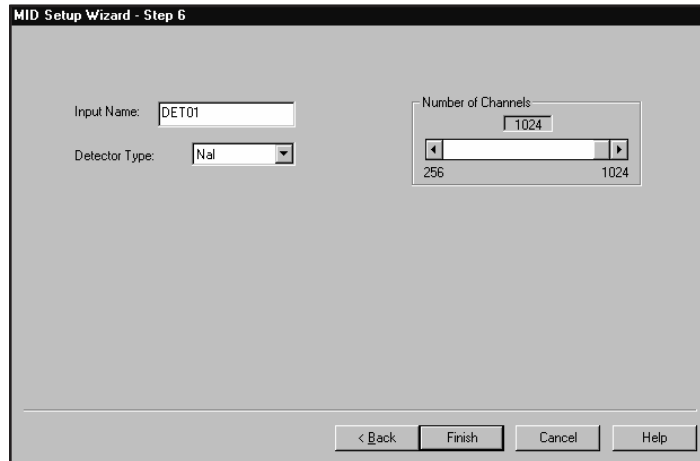 MID Setup Wizard - Step 6
Input Name: DET01
Detector Type: NaI
Number of Channels
1024
256 1024
< Back Finish Cancel Help